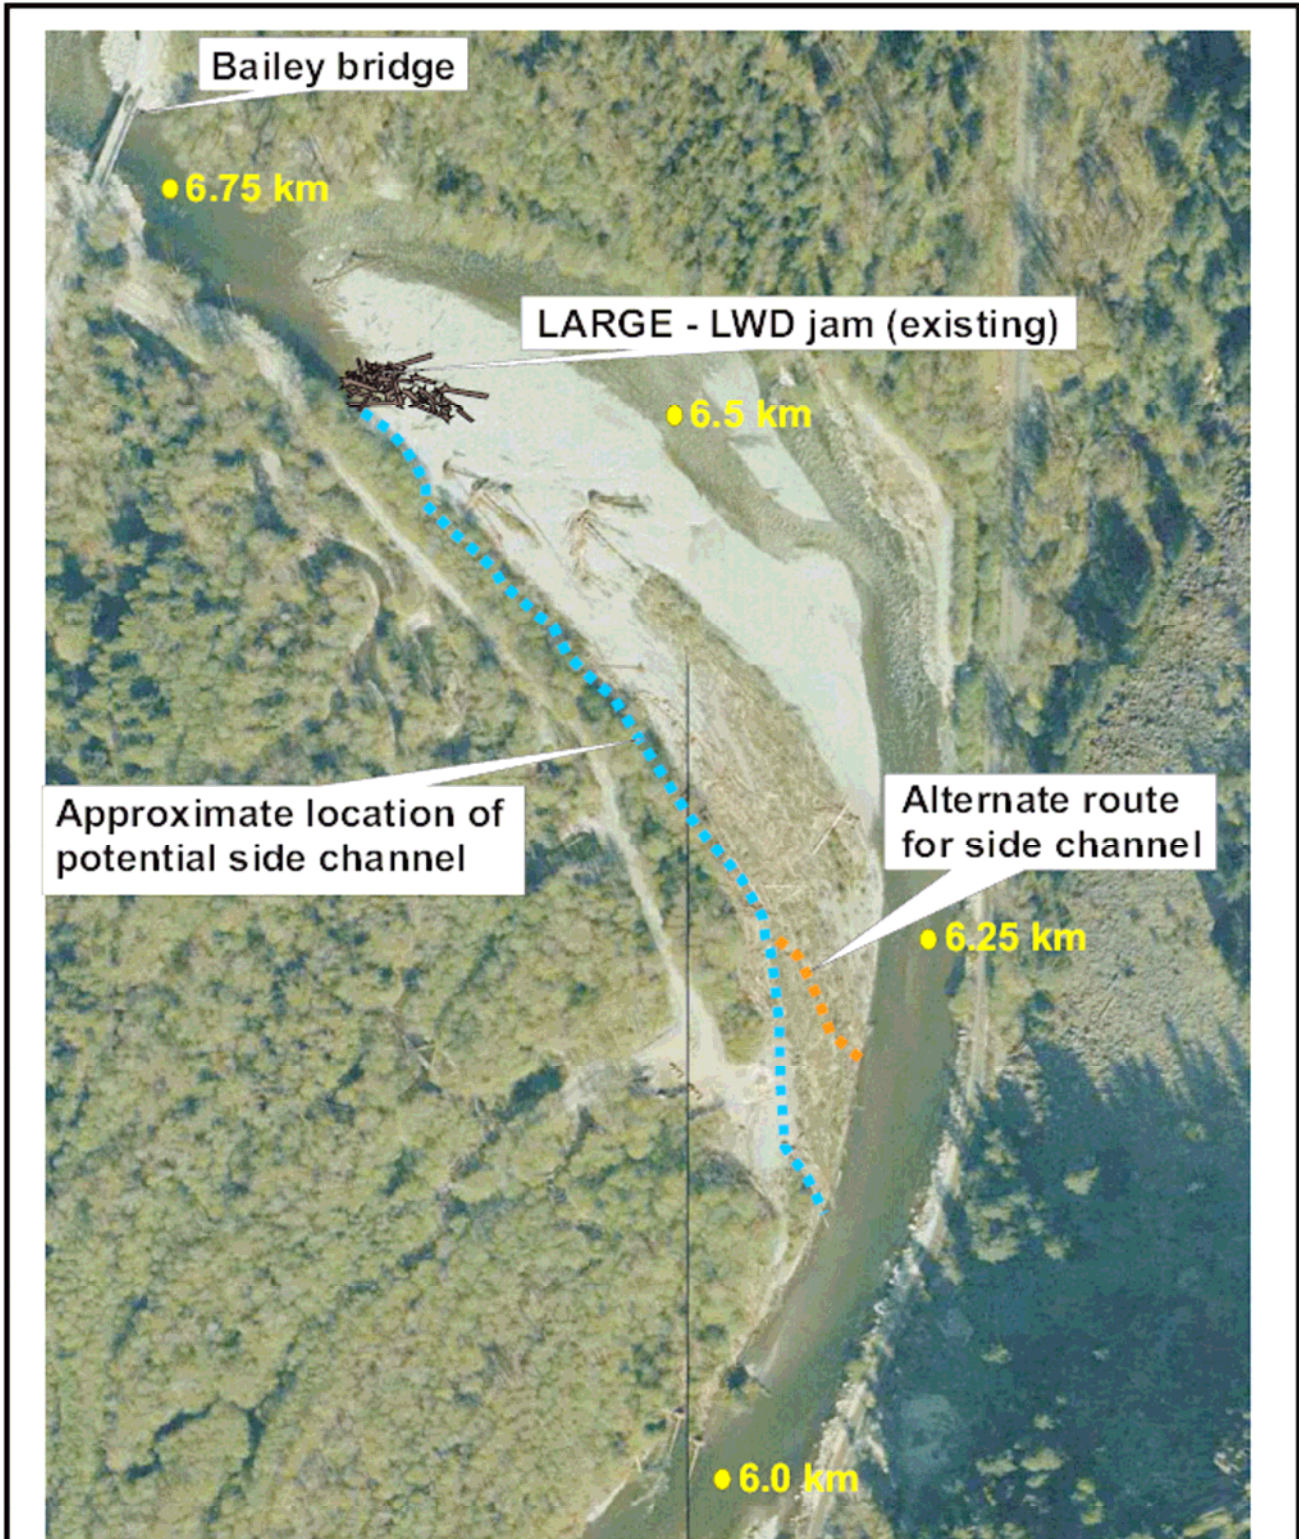 Bailey bridge
6.75 km
LARGE - LWD jam (existing)
6.5 km
Approximate location of
potential side channel
Alternate route
for side channel
6.25 km
6.0 km